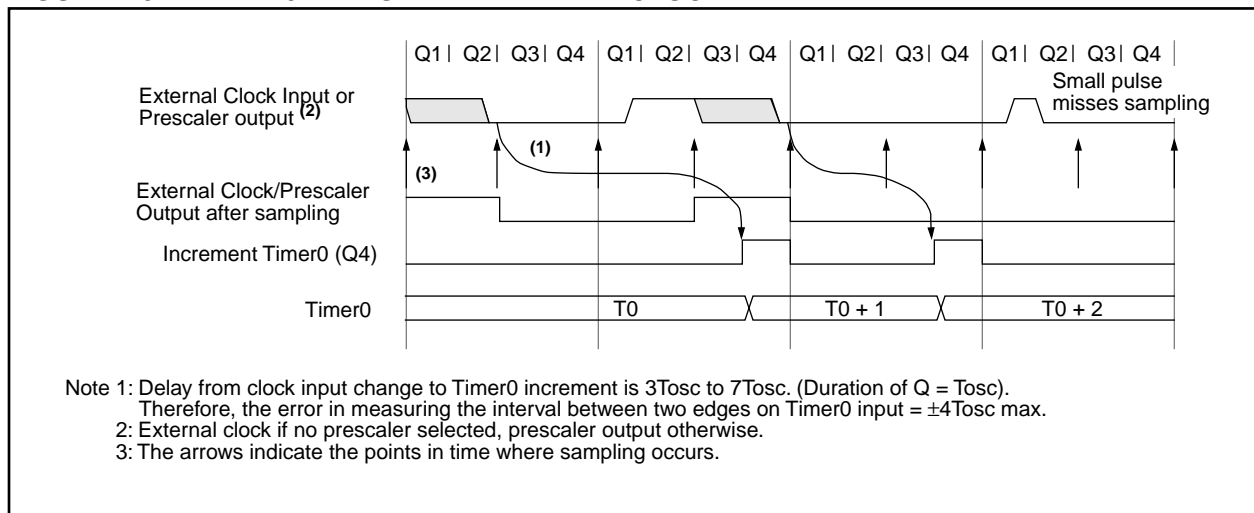 Q1| Q2| Q3| Q4 Q1| Q2| Q3| Q4 Q1| Q2| Q3| Q4 Q1| Q2| Q3| Q4
External Clock Input or
Prescaler output (2)
Small pulse
misses sampling
(1)
(3)
External Clock/Prescaler
Output after sampling
Increment Timer0 (Q4)
Timer0 T0 T0 + 1 T0 + 2
Note 1: Delay from clock input change to Timer0 increment is 3Tosc to 7Tosc. (Duration of Q = Tosc).
Therefore, the error in measuring the interval between two edges on Timer0 input = ±4Tosc max.
2: External clock if no prescaler selected, prescaler output otherwise.
3: The arrows indicate the points in time where sampling occurs.